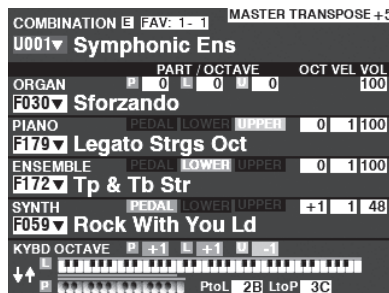 MASTER TRANSPOSE +5
COMBINATION E FAV: 1- 1
U001▼ Symphonic Ens
PART / OCTAVE OCT VEL VOL
ORGAN P 0 L 0 U 0 100
F030▼ Sforzando
PIANO PEDAL LOWER UPPER 0 1 100
F179▼ Legato Strgs Oct
ENSEMBLE PEDAL LOWER UPPER 0 1 100
F172▼ Tp & Tb Str
SYNTH PEDAL LOWER UPPER +1 1 48
F059▼ Rock With You Ld
KYBD OCTAVE P +1 L +1 U -1
L
P PtoL 2B LtoP 3C